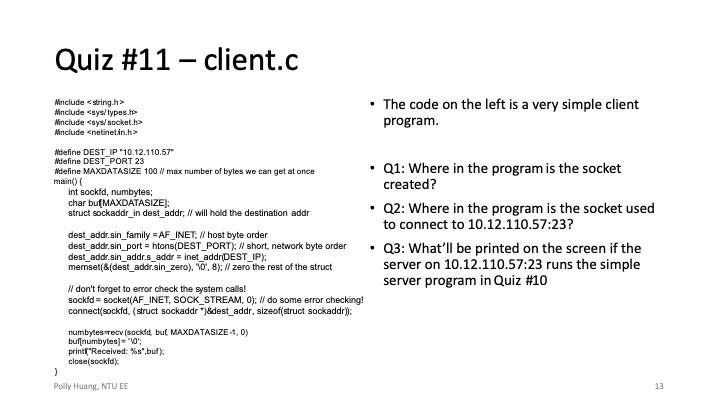 Quiz #11 – client.c
#include <string.h>
#include <sys/types.h>
#include <sys/socket.h>
#include <netinet/in.h>
#define DEST_IP "10.12.110.57"
#define DEST_PORT 23
#define MAXDATASIZE 100 // max number of bytes we can get at once
main() {
int sockfd, numbytes;
char buf[MAXDATASIZE];
struct sockaddr_in dest_addr; // will hold the destination addr
dest_addr.sin_family = AF_INET; // host byte order
dest_addr.sin_port = htons(DEST_PORT); // short, network byte order
dest_addr.sin_addr.s_addr = inet_addr(DEST_IP);
memset(&(dest_addr.sin_zero), '\0', 8); // zero the rest of the struct
// don't forget to error check the system calls!
sockfd = socket(AF_INET, SOCK_STREAM, 0); // do some error checking!
connect(sockfd, (struct sockaddr *)&dest_addr, sizeof(struct sockaddr));
numbytes=recv(sockfd, buf, MAXDATASIZE-1, 0)
buf[numbytes] = '\0';
printf("Received: %s",buf);
close(sockfd);
}
• The code on the left is a very simple client
program.
• Q1: Where in the program is the socket
created?
• Q2: Where in the program is the socket used
to connect to 10.12.110.57:23?
• Q3: What'll be printed on the screen if the
server on 10.12.110.57:23 runs the simple
server program in Quiz #10
Polly Huang, NTU EE
13